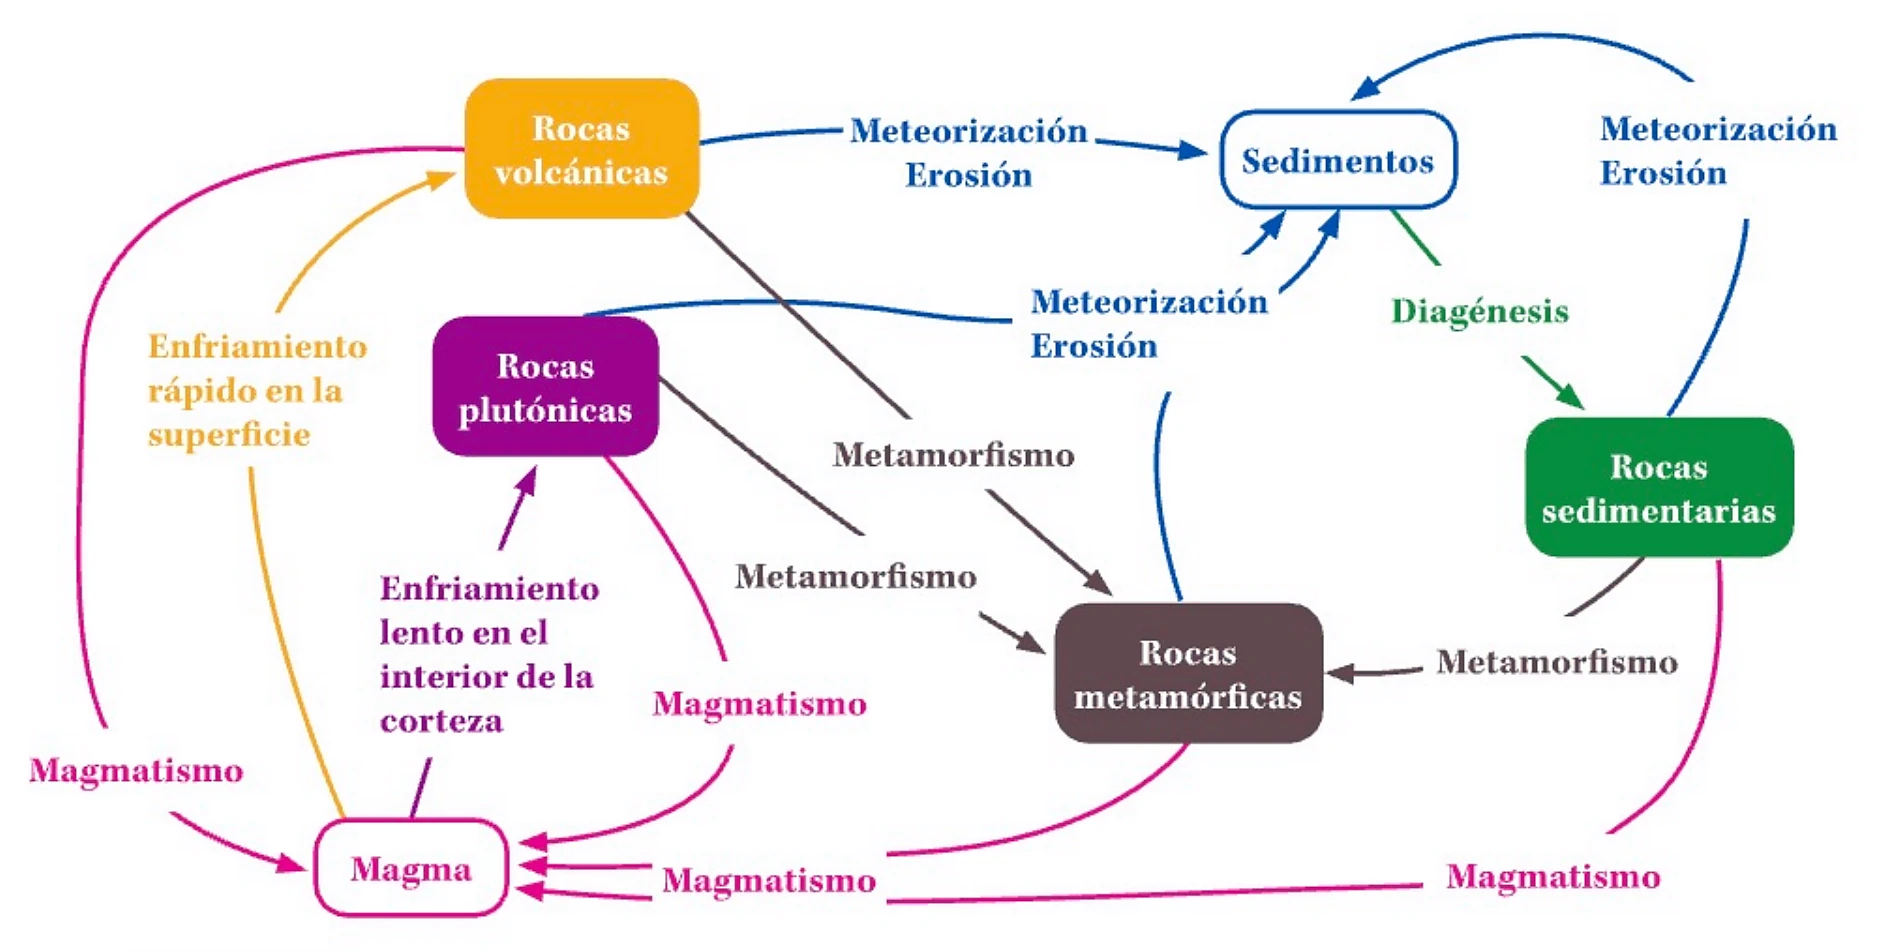 Rocas
volcánicas
Meteorización
Erosión
Sedimentos
Meteorización
Erosión
Enfriamiento
rápido en la
superficie
Rocas
plutónicas
Meteorización
Erosión
Diagénesis
Metamorfismo
Rocas
sedimentarias
Metamorfismo
Enfriamiento
lento en el
interior de la
corteza
Magmatismo
Rocas
metamórficas
Metamorfismo
Magmatismo
Magma
Magmatismo
Magmatismo